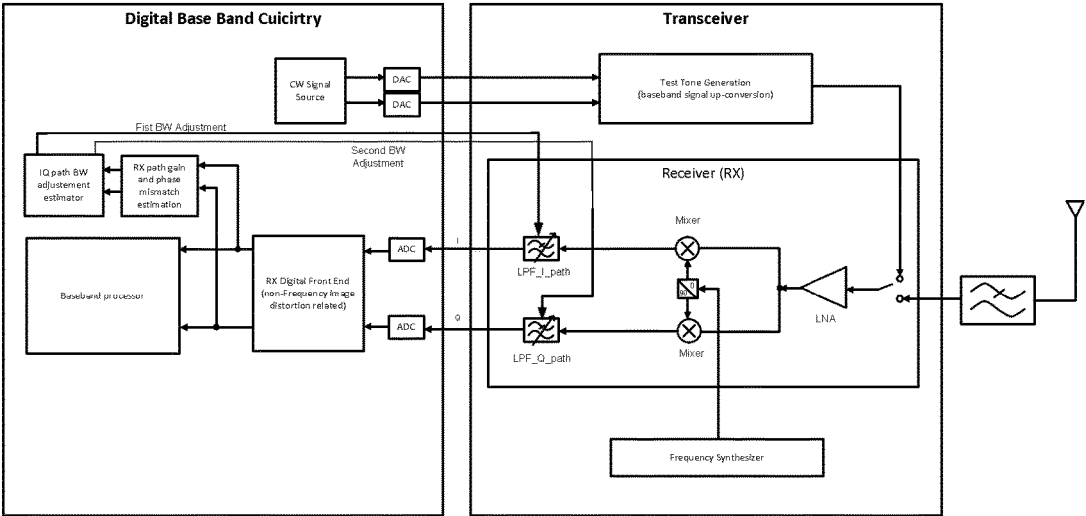 Digital Base Band Cuicirtry
Transceiver
CW Signal
Source
DAC
DAC
Test Tone Generation
(baseband signal up-conversion)
Fist BW Adjustment
Second BW
Adjustment
IQ path BW
adjustement
estimator
RX path gain
and phase
mismatch
estimation
Receiver (RX)
Mixer
Baseband processor
RX Digital Front End
(non-Frequency image
distortion related)
ADC
I
LPF_I_path
0
90
LNA
ADC
Q
LPF_Q_path
Mixer
Frequency Synthesizer